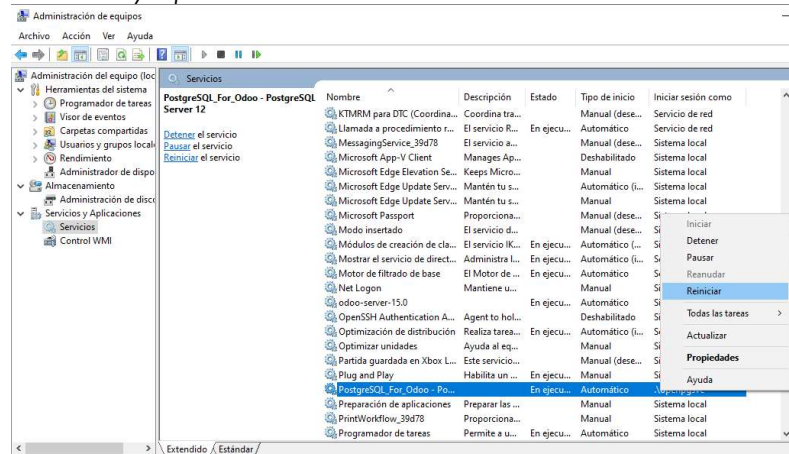 Administración de equipos
Archivo Acción Ver Ayuda
Administración del equipo (loc
Herramientas del sistema
Programador de tareas
Visor de eventos
Carpetas compartidas
Usuarios y grupos locale
Rendimiento
Administrador de dispo
Almacenamiento
Administración de disco
Servicios y Aplicaciones
Servicios
Control WMI
Servicios
PostgreSQL_For_Odoo - PostgreSQL
Server 12
Detener el servicio
Pausar el servicio
Reiniciar el servicio
Nombre Descripción Estado Tipo de inicio Iniciar sesión como
KTMRM para DTC (Coordina... Coordina tra... Manual (dese... Servicio de red
Llamada a procedimiento r... El servicio R... En ejecu... Automático Servicio de red
MessagingService_39d78 El servicio a... Manual (dese... Sistema local
Microsoft App-V Client Manages Ap... Deshabilitado Sistema local
Microsoft Edge Elevation Se... Keeps Micro... Manual Sistema local
Microsoft Edge Update Serv... Mantén tu s... Automático (i... Sistema local
Microsoft Edge Update Serv... Mantén tu s... Manual Sistema local
Microsoft Passport Proporciona... Manual (dese...
Modo insertado El servicio d... Manual (dese...
Módulos de creación de cla... El servicio IK... En ejecu... Automático (...
Mostrar el servicio de direct... Administra l... En ejecu... Automático (i...
Motor de filtrado de base El Motor de ... En ejecu... Automático
Net Logon Mantiene u... Manual
odoo-server-15.0 En ejecu... Automático
OpenSSH Authentication A... Agent to hol... Deshabilitado
Optimización de distribución Realiza tarea... En ejecu... Automático (i...
Optimizar unidades Ayuda al eq... Manual
Partida guardada en Xbox L... Este servicio... Manual (dese...
Plug and Play Habilita un ... En ejecu... Manual
PostgreSQL_For_Odoo - Po... En ejecu... Automático
Preparación de aplicaciones Preparar las ... Manual Sistema local
PrintWorkflow_39d78 Proporciona... Manual Sistema local
Programador de tareas Permite a u... En ejecu... Automático Sistema local
Iniciar
Detener
Pausar
Reanudar
Reiniciar
Todas las tareas
Actualizar
Propiedades
Ayuda
Extendido Estándar